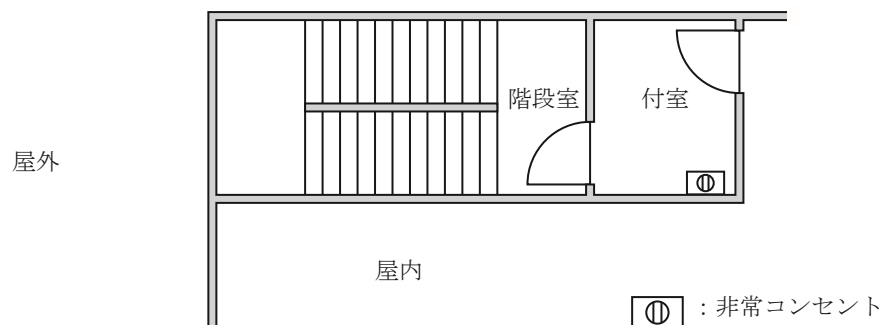 階段室
付室
屋外
屋内
：非常コンセント